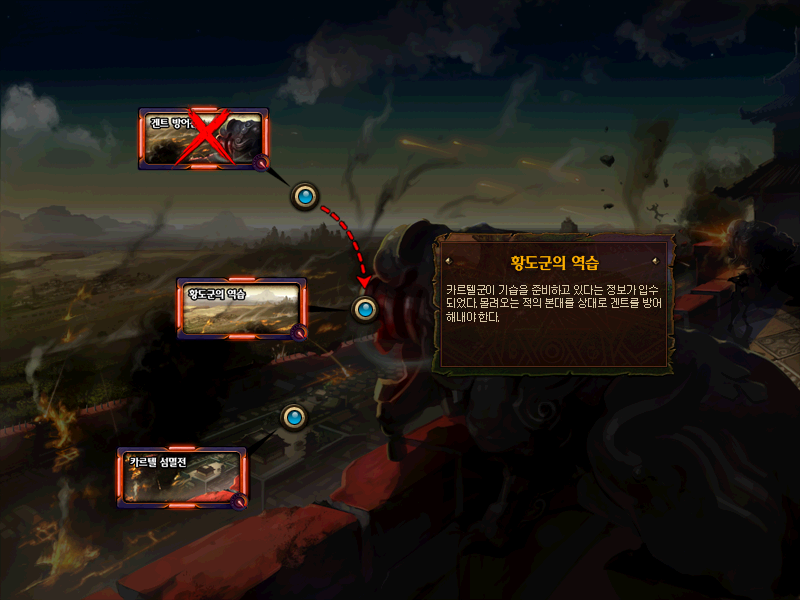 겐트 방어
황도군의 역습
황도군의 역습
카르텔군이 기습을 준비하고 있다는 정보가 입수
되었다. 몰려오는 적의 본대를 상대로 겐트를 방어
해내야 한다.
카르텔 섬멸전